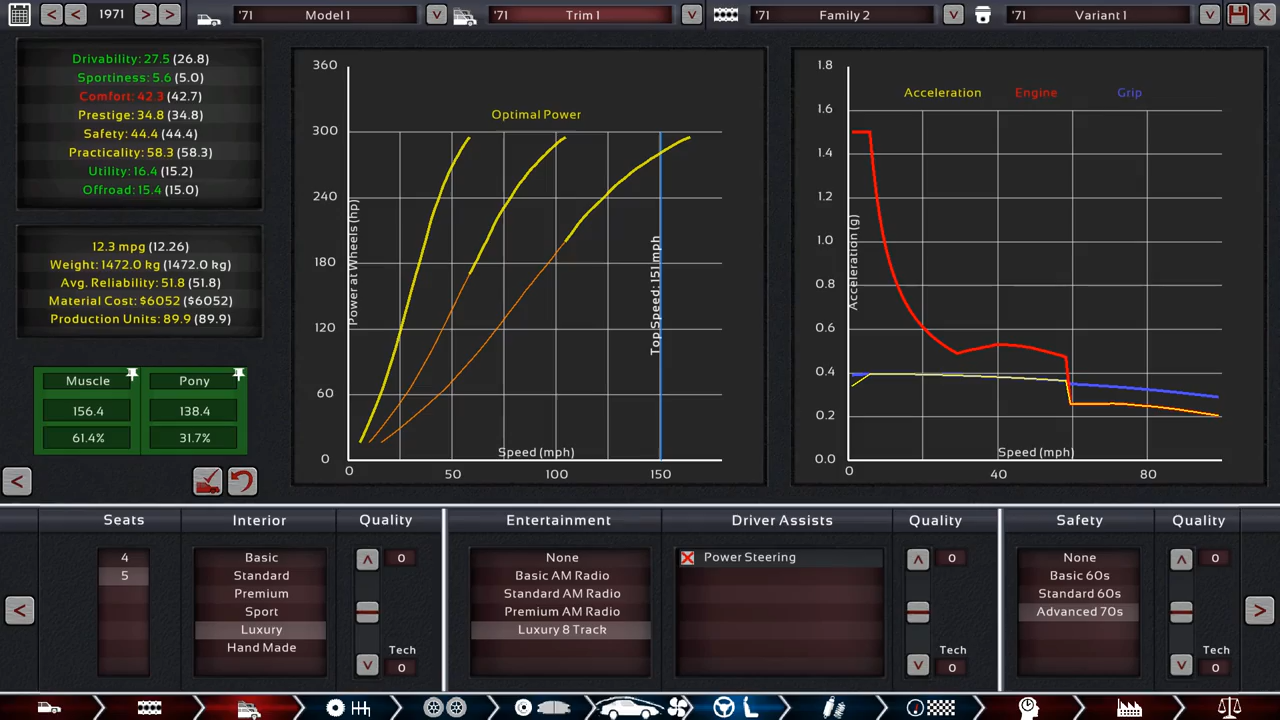 1971
'71 Model 1
'71 Trim 1
'71 Family 2
'71 Variant 1
Drivability: 27.5 (26.8)
Sportiness: 5.6 (5.0)
Comfort: 42.3 (42.7)
Prestige: 34.8 (34.8)
Safety: 44.4 (44.4)
Practicality: 58.3 (58.3)
Utility: 16.4 (15.2)
Offroad: 15.4 (15.0)
12.3 mpg (12.26)
Weight: 1472.0 kg (1472.0 kg)
Avg. Reliability: 51.8 (51.8)
Material Cost: $6052 ($6052)
Production Units: 89.9 (89.9)
Muscle
Pony
156.4
138.4
61.4%
31.7%
Optimal Power
360
300
240
180
120
60
0
Power at Wheels (hp)
Top Speed: 151 mph
Speed (mph)
0 50 100 150
Acceleration Engine Grip
1.8
1.6
1.4
1.2
1.0
0.8
0.6
0.4
0.2
0.0
Acceleration (g)
Speed (mph)
0 40 80
Seats
4
5
Interior
Basic
Standard
Premium
Sport
Luxury
Hand Made
Quality
0
Tech
0
Entertainment
None
Basic AM Radio
Standard AM Radio
Premium AM Radio
Luxury 8 Track
Driver Assists
Power Steering
Quality
0
Tech
0
Safety
None
Basic 60s
Standard 60s
Advanced 70s
Quality
0
Tech
0